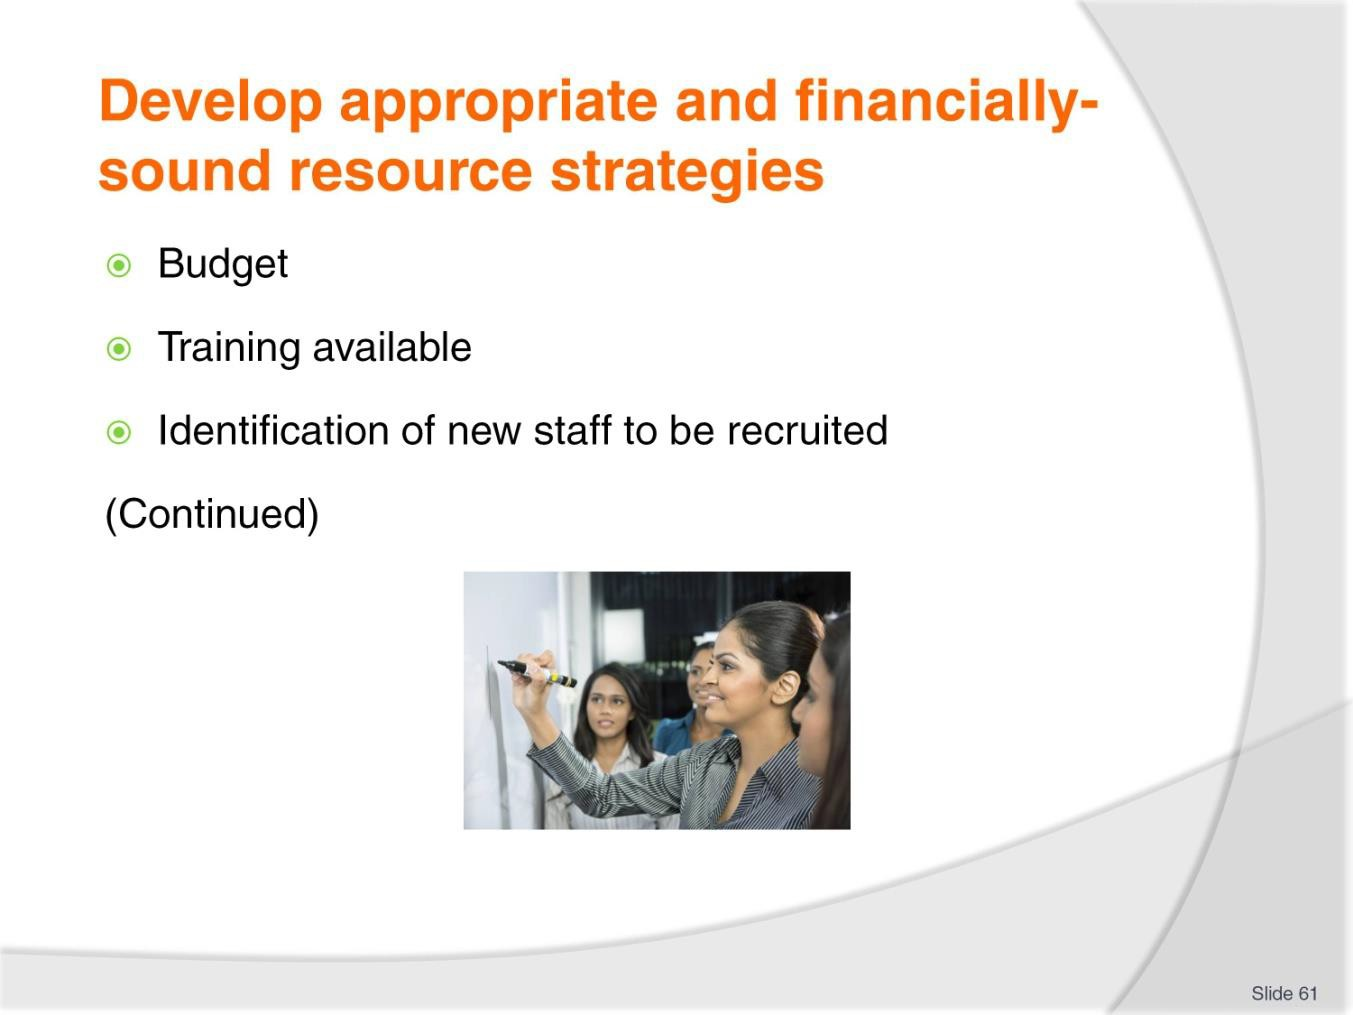 Develop appropriate and financially-
sound resource strategies
Budget
Training available
Identification of new staff to be recruited
(Continued)
Slide 61